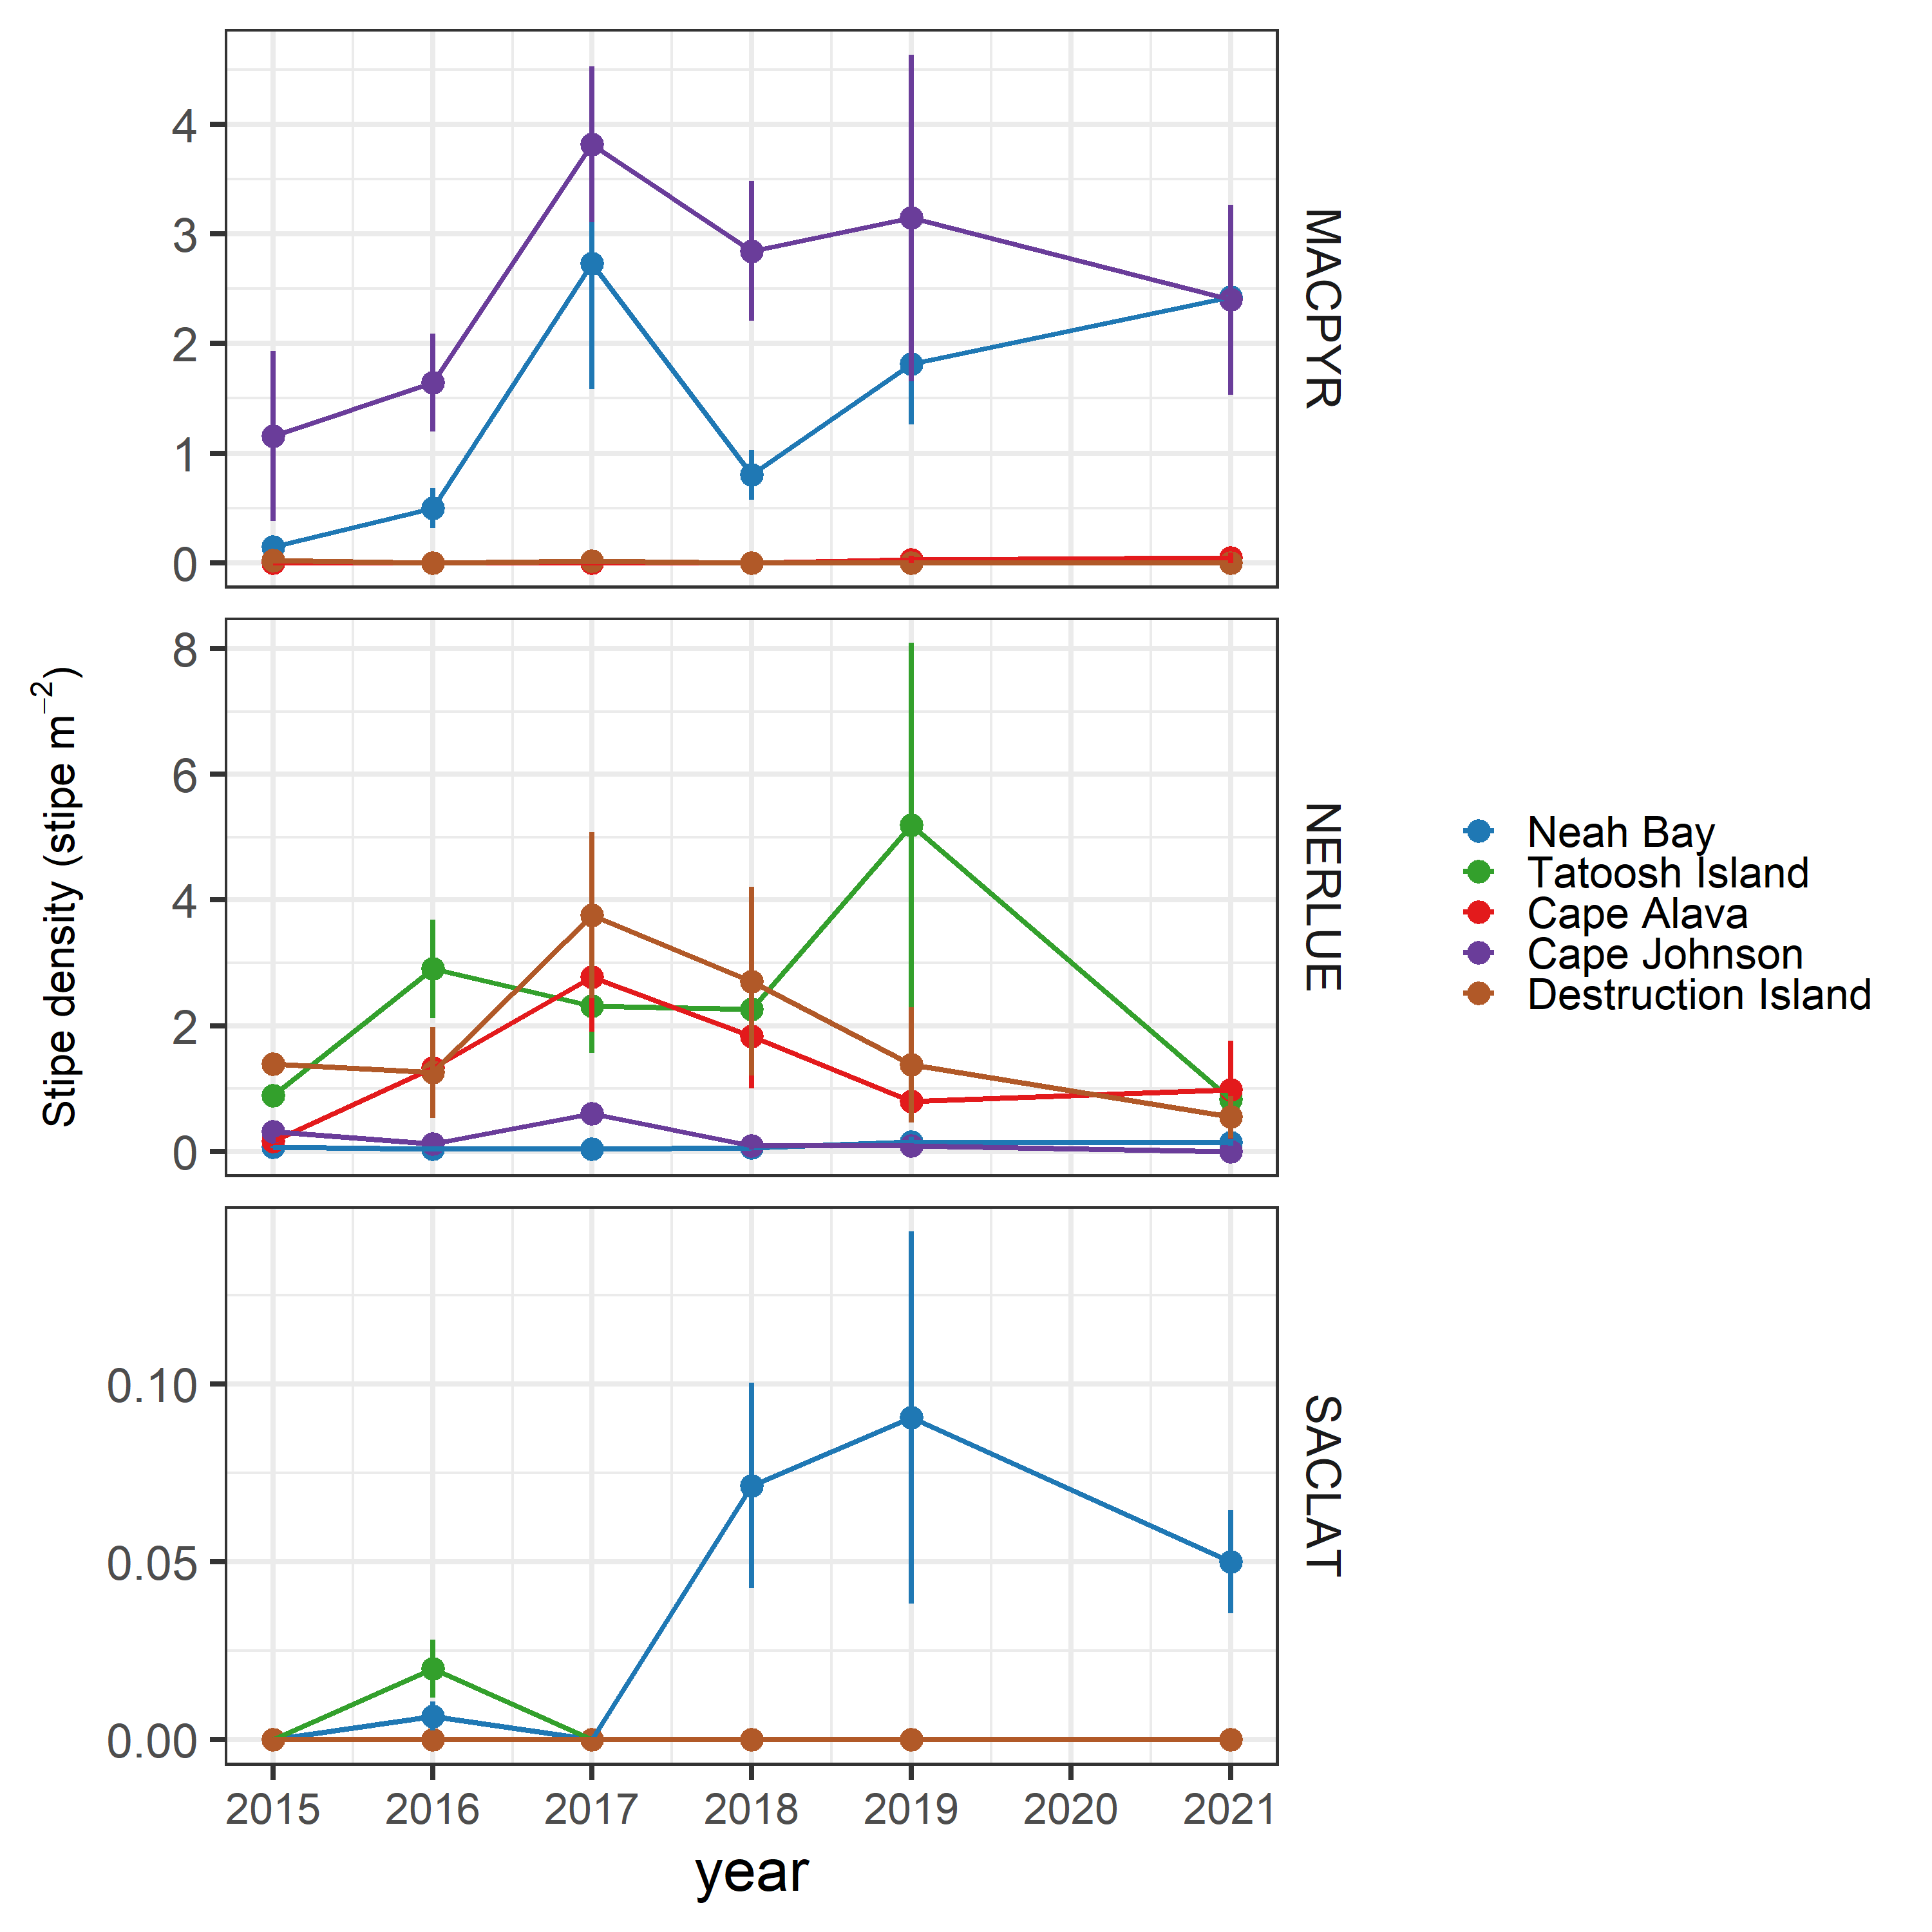 4
3
2
1
0
MACPYR
8
6
4
2
0
NERLUE
0.10
0.05
0.00
SACLAT
2015 2016 2017 2018 2019 2020 2021
year
Stipe density (stipe m⁻²)
Neah Bay
Tatoosh Island
Cape Alava
Cape Johnson
Destruction Island